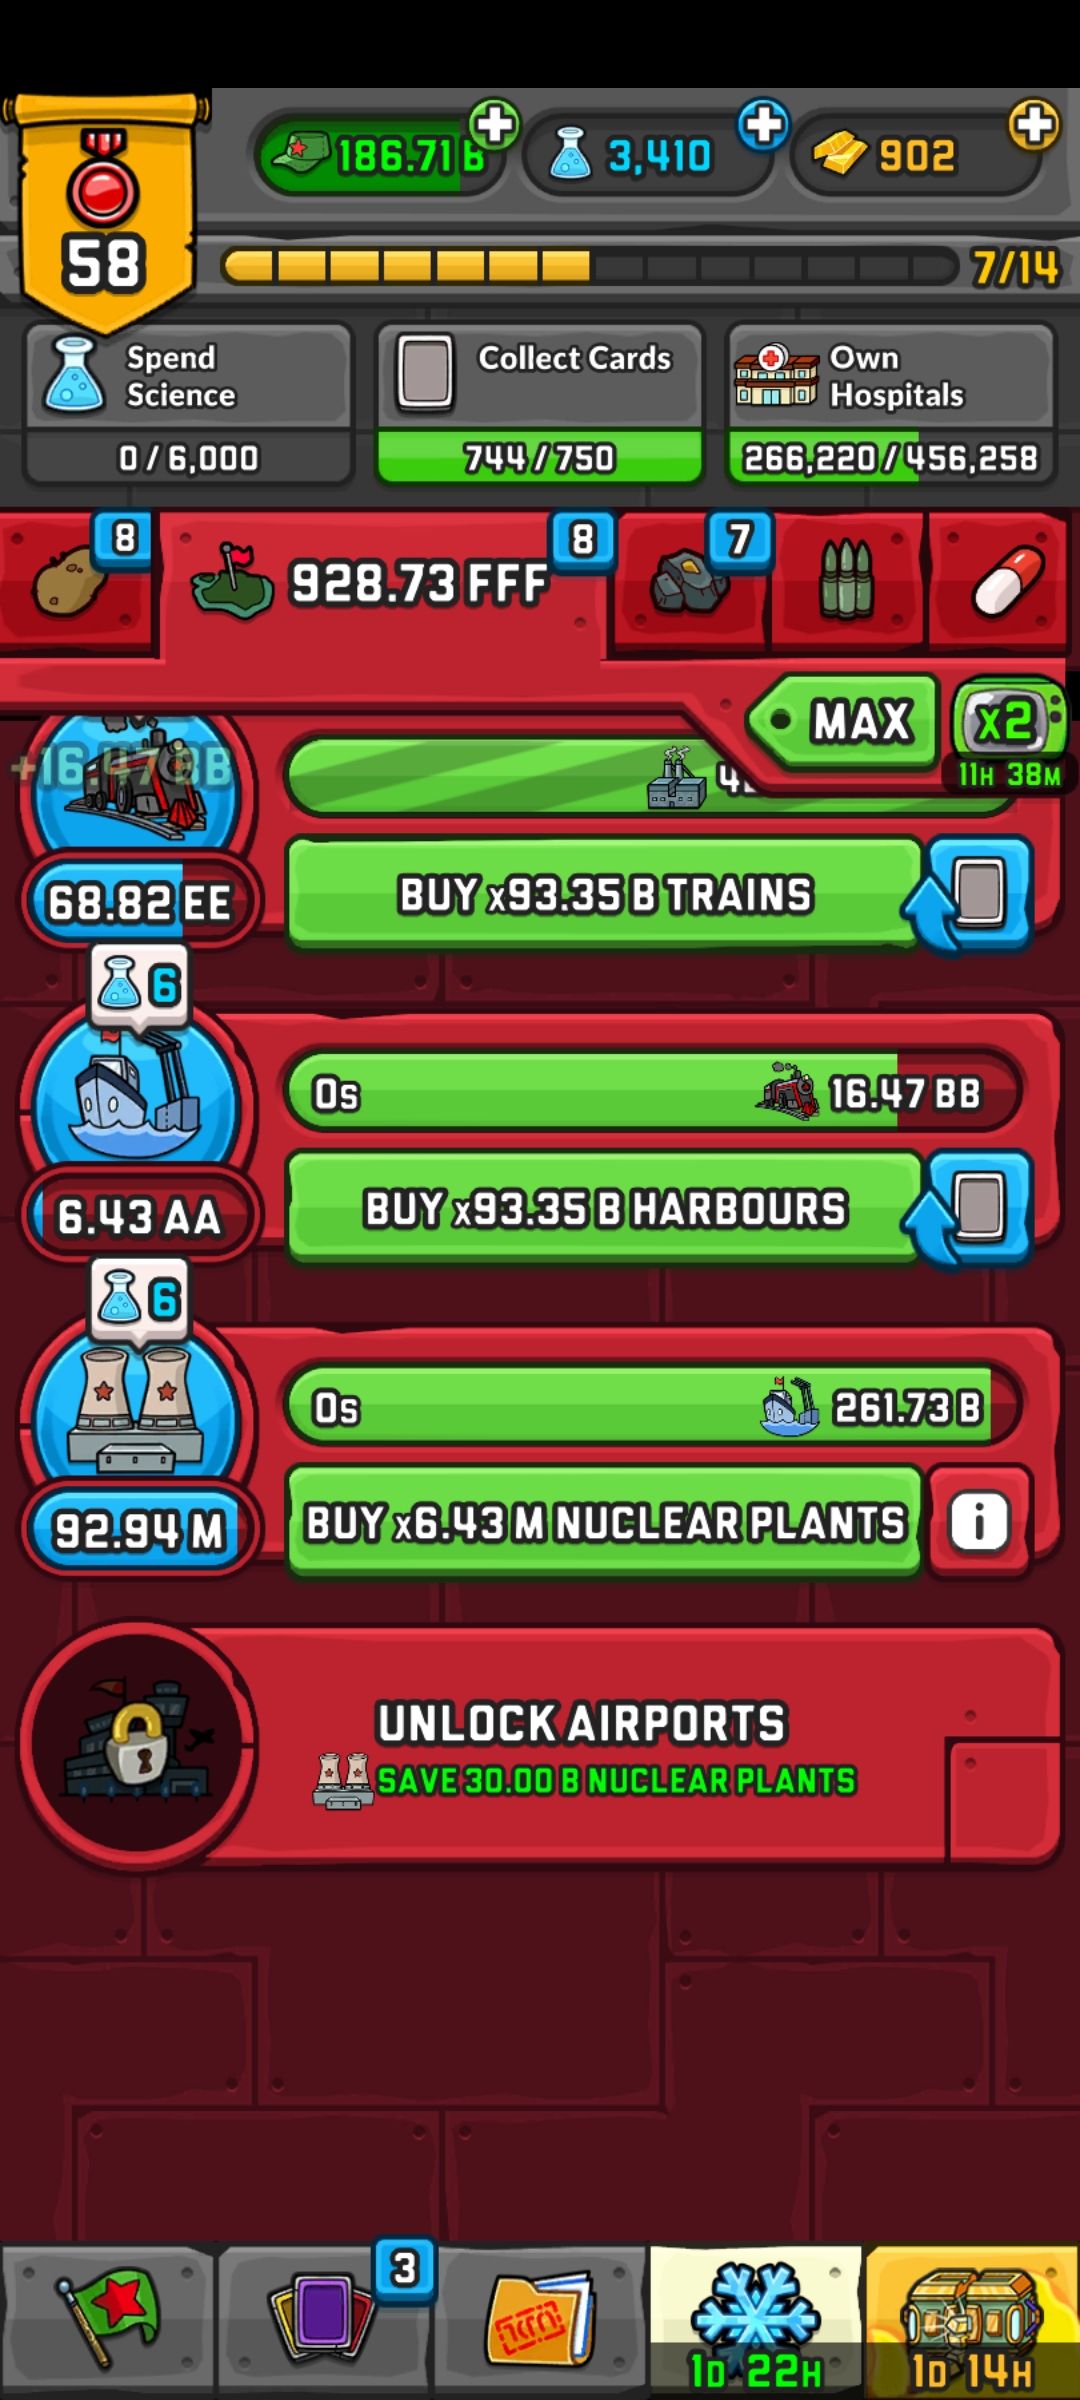 186.71 B
3,410
902
58
7/14
Spend
Science
0 / 6,000
Collect Cards
744 / 750
Own
Hospitals
266,220 / 456,258
8
928.73 FFF
8
7
MAX
x2
11H 38M
+16.47 BB
68.82 EE
BUY x93.35 B TRAINS
6
0s
16.47 BB
6.43 AA
BUY x93.35 B HARBOURS
6
0s
261.73 B
92.94 M
BUY x6.43 M NUCLEAR PLANTS
i
UNLOCK AIRPORTS
SAVE 30.00 B NUCLEAR PLANTS
3
1D 22H
1D 14H